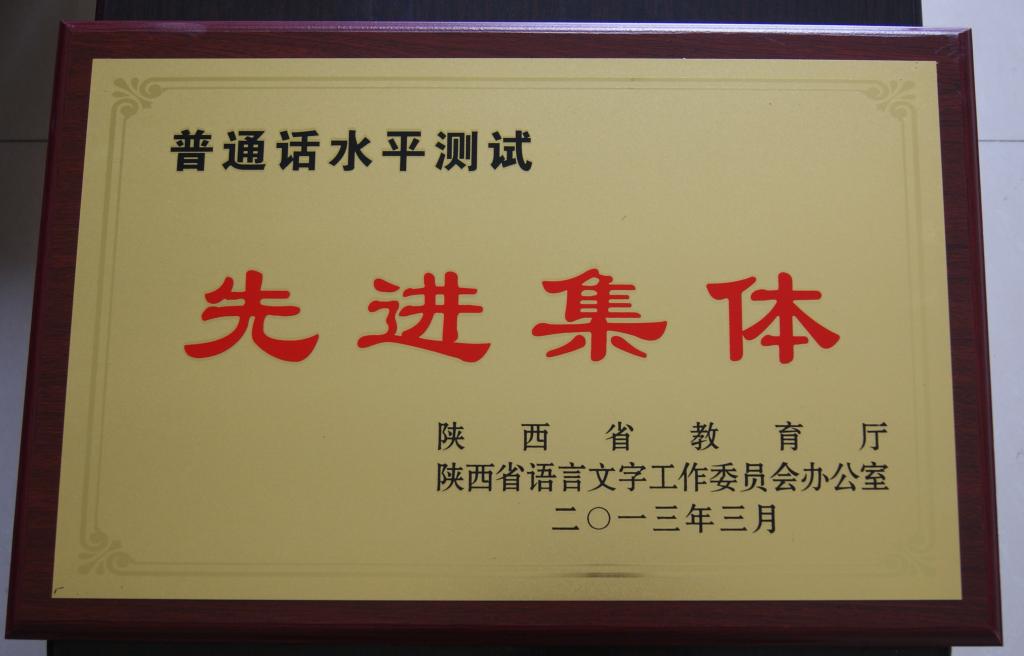 普通话水平测试
先进集体
陕西省教育厅
陕西省语言文字工作委员会办公室
二〇一三年三月